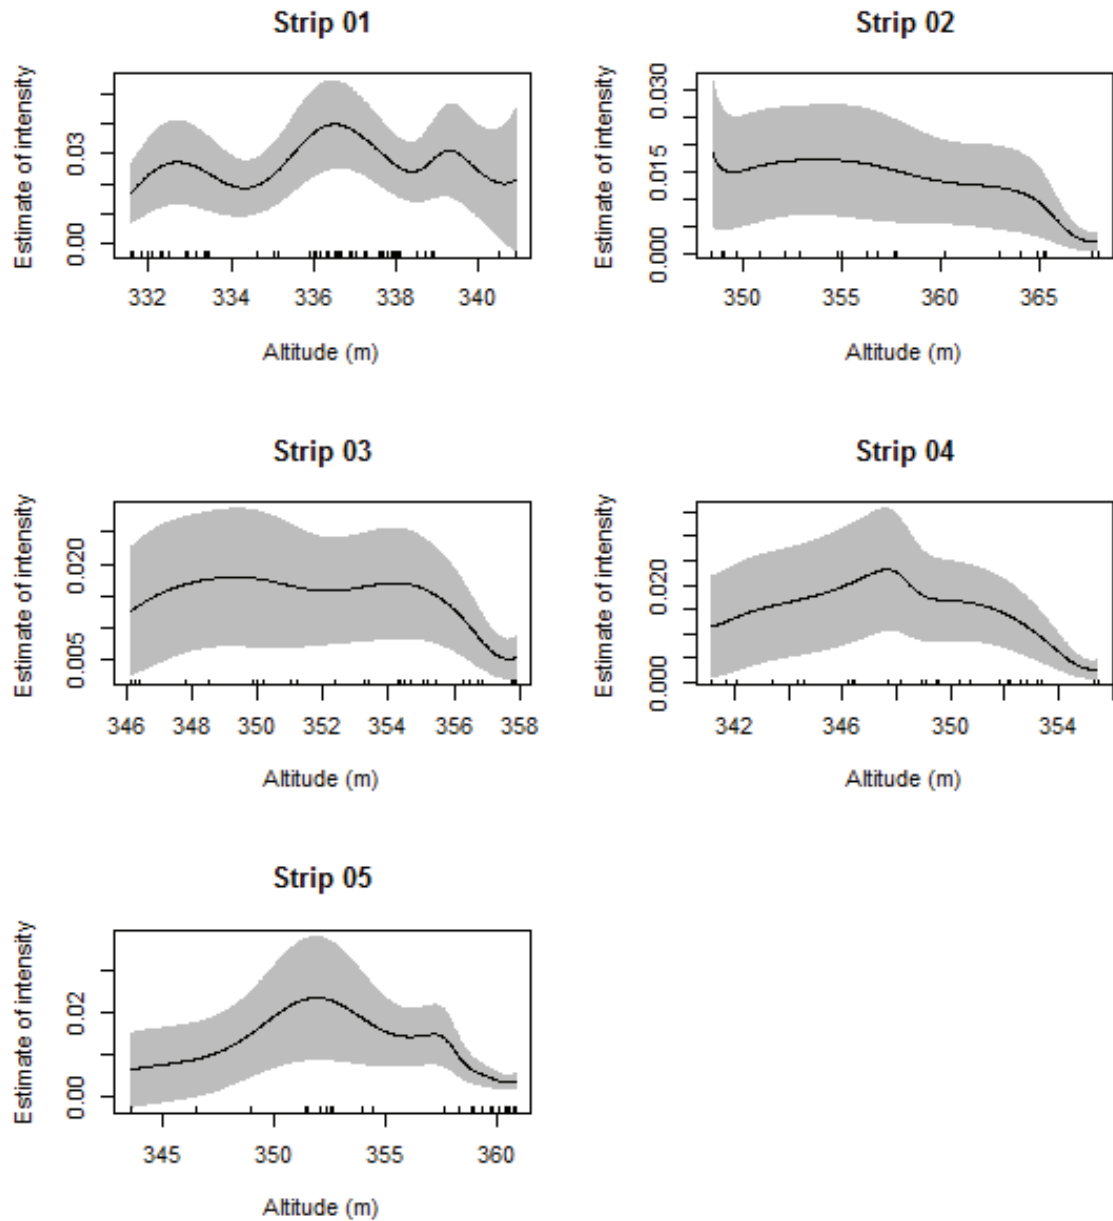 Strip 01
Estimate of intensity
0.00 0.03
332 334 336 338 340
Altitude (m)
Strip 02
Estimate of intensity
0.000 0.015 0.030
350 355 360 365
Altitude (m)
Strip 03
Estimate of intensity
0.005 0.020
346 348 350 352 354 356 358
Altitude (m)
Strip 04
Estimate of intensity
0.000 0.020
342 346 350 354
Altitude (m)
Strip 05
Estimate of intensity
0.00 0.02
345 350 355 360
Altitude (m)